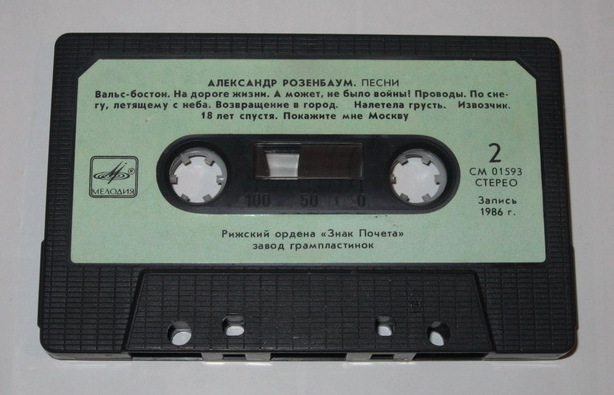 АЛЕКСАНДР РОЗЕНБАУМ. ПЕСНИ
Вальс-бостон. На дороге жизни. А может, не было войны! Проводы. По сне-
гу, летящему с неба. Возвращение в город. Налетела грусть. Извозчик.
18 лет спустя. Покажите мне Москву
МЕЛОДИЯ
2
СМ 01593
СТЕРЕО
Запись
1986 г.
100 50 0
Рижский ордена «Знак Почета»
завод грампластинок